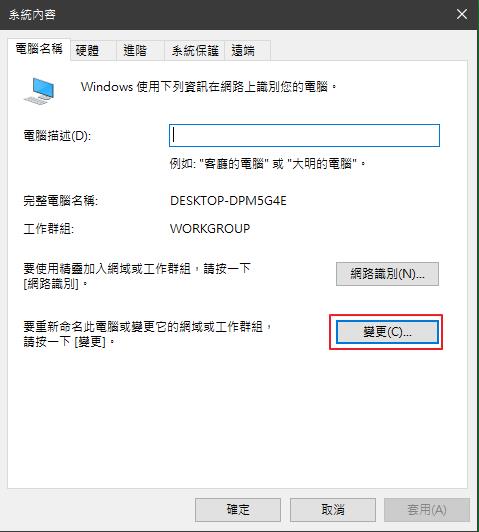 系統內容
電腦名稱 硬體 進階 系統保護 遠端
Windows 使用下列資訊在網路上識別您的電腦。
電腦描述(D):
例如: "客廳的電腦" 或 "大明的電腦"。
完整電腦名稱: DESKTOP-DPM5G4E
工作群組: WORKGROUP
要使用精靈加入網域或工作群組，請按一下
[網路識別]。
網路識別(N)...
要重新命名此電腦或變更它的網域或工作群組，
請按一下 [變更]。
變更(C)...
確定 取消 套用(A)